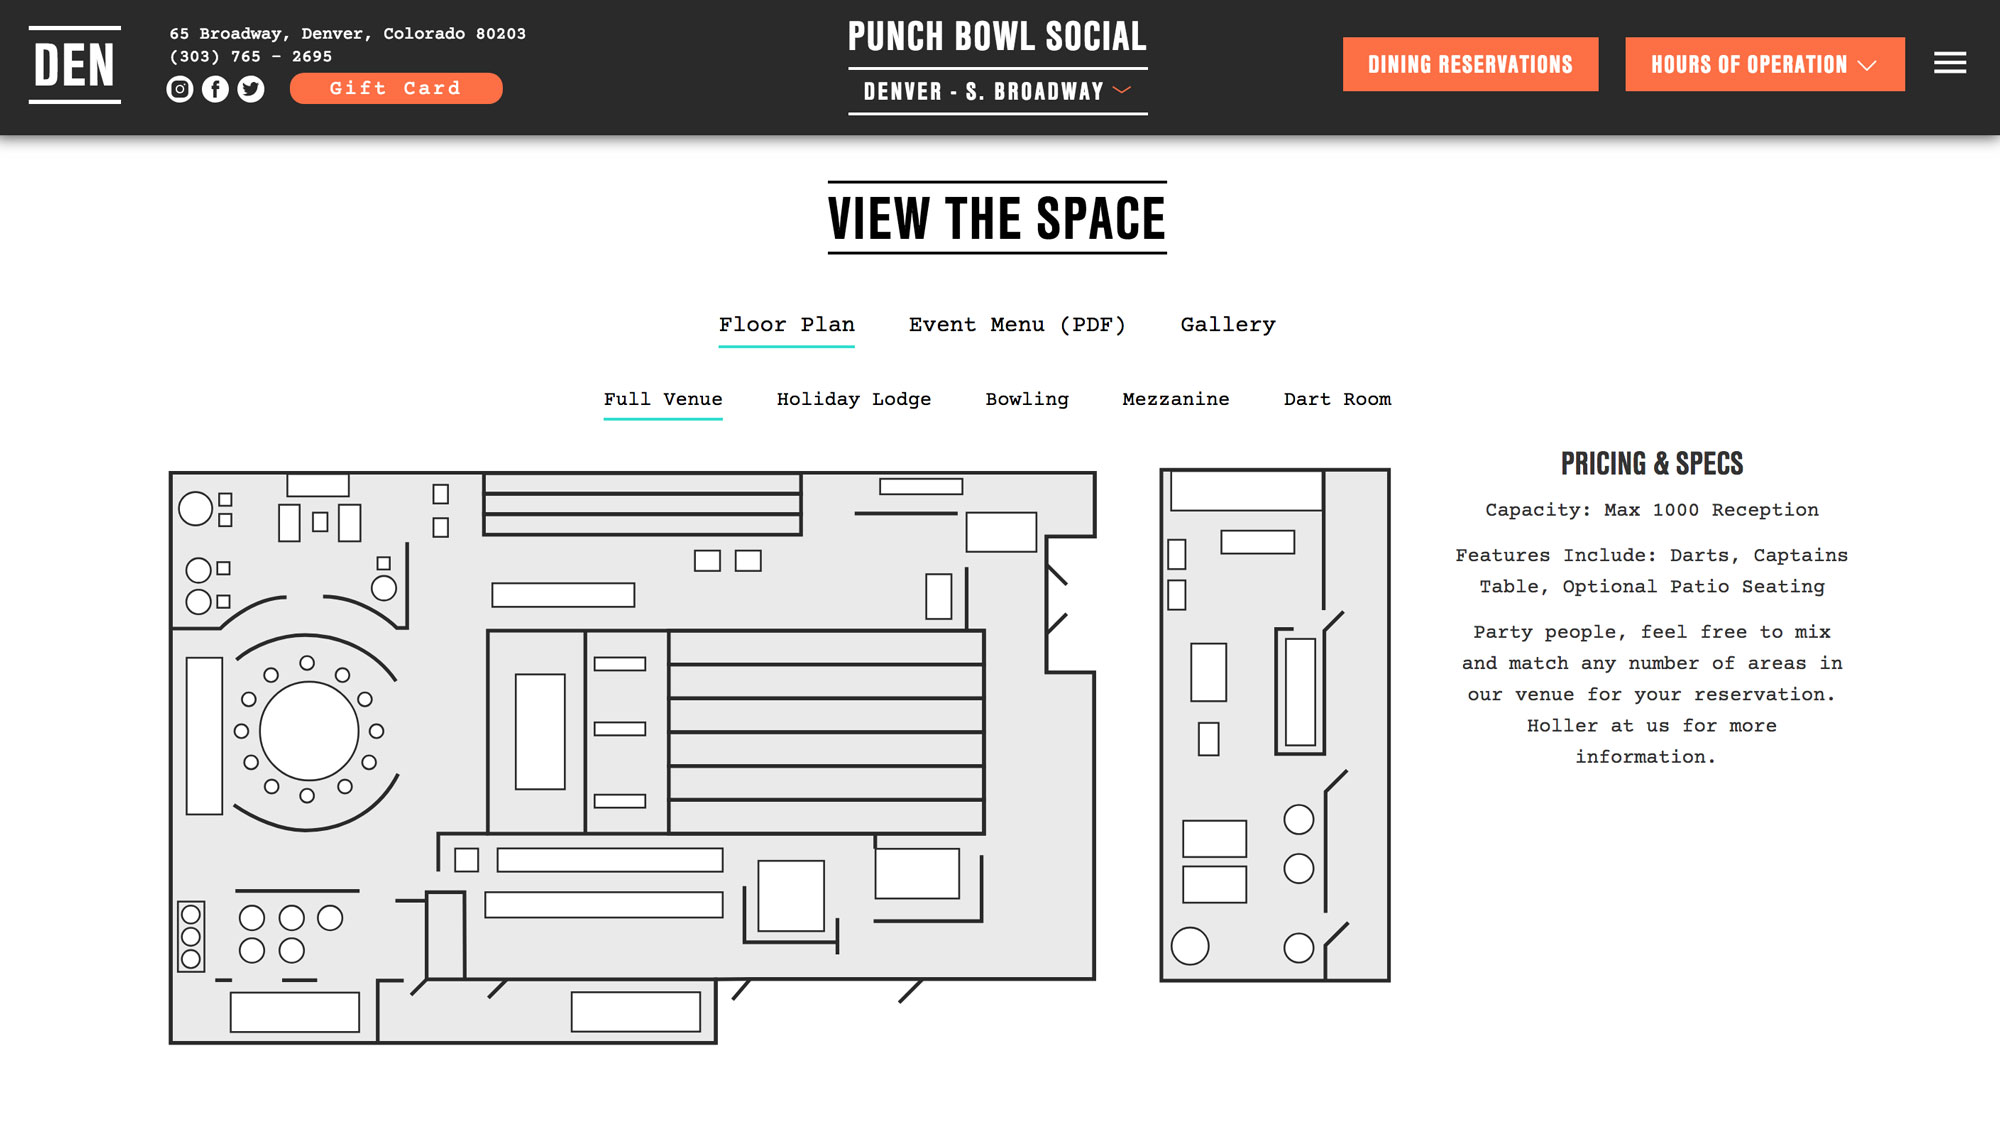 DEN
65 Broadway, Denver, Colorado 80203
(303) 765 - 2695
Gift Card
PUNCH BOWL SOCIAL
DENVER - S. BROADWAY
DINING RESERVATIONS
HOURS OF OPERATION
VIEW THE SPACE
Floor Plan
Event Menu (PDF)
Gallery
Full Venue
Holiday Lodge
Bowling
Mezzanine
Dart Room
PRICING & SPECS
Capacity: Max 1000 Reception
Features Include: Darts, Captains
Table, Optional Patio Seating
Party people, feel free to mix
and match any number of areas in
our venue for your reservation.
Holler at us for more
information.